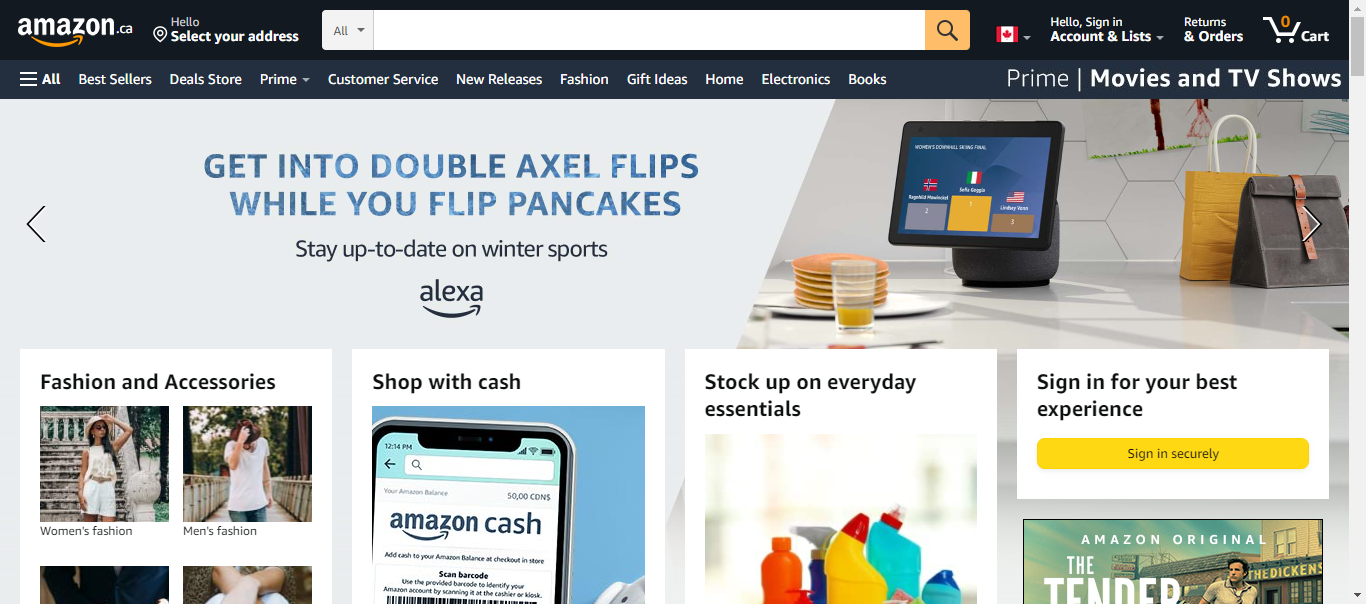 amazon.ca
Hello
Select your address
All
Hello, Sign in
Account & Lists
Returns
& Orders
0
Cart
All
Best Sellers
Deals Store
Prime
Customer Service
New Releases
Fashion
Gift Ideas
Home
Electronics
Books
Prime | Movies and TV Shows
GET INTO DOUBLE AXEL FLIPS
WHILE YOU FLIP PANCAKES
Stay up-to-date on winter sports
alexa
WOMEN'S DOWNHILL SKIING FINAL
Sofia Goggia
Ragnhild Mowinckel
Lindsey Vonn
1
2
3
Fashion and Accessories
Women's fashion
Men's fashion
Shop with cash
12:14 PM
Your Amazon Balance
50,00 CDN$
amazon cash
Add cash to your Amazon Balance at checkout in store
Scan barcode
Use the provided barcode to identify your
Amazon account by scanning it at the cashier or kiosk.
Stock up on everyday
essentials
Sign in for your best
experience
Sign in securely
AMAZON ORIGINAL
THE
TENDER
THE DICKENS